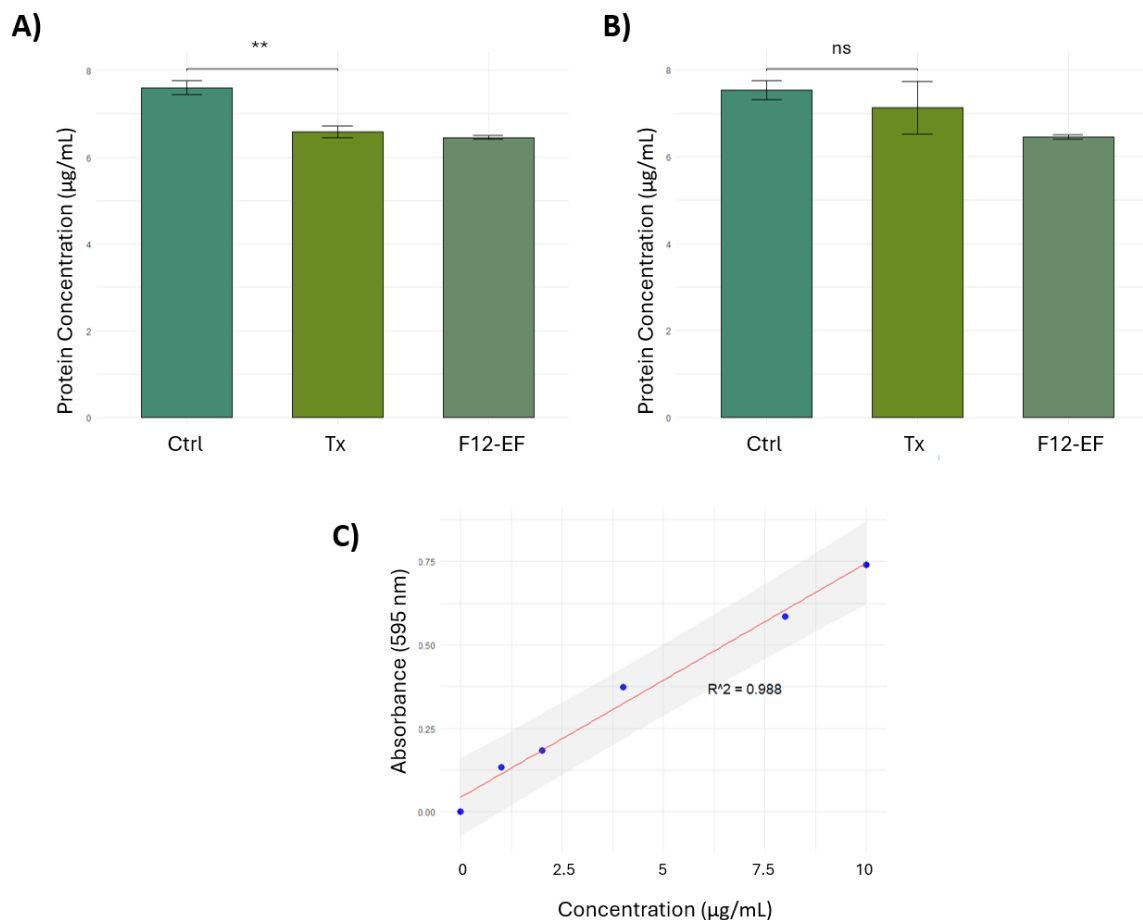 A)
**
Protein Concentration (µg/mL)
8
6
4
2
0
Ctrl Tx F12-EF
B)
ns
Protein Concentration (µg/mL)
8
6
4
2
0
Ctrl Tx F12-EF
C)
Absorbance (595 nm)
0.75
0.50
0.25
0.00
R^2 = 0.988
0 2.5 5 7.5 10
Concentration (µg/mL)